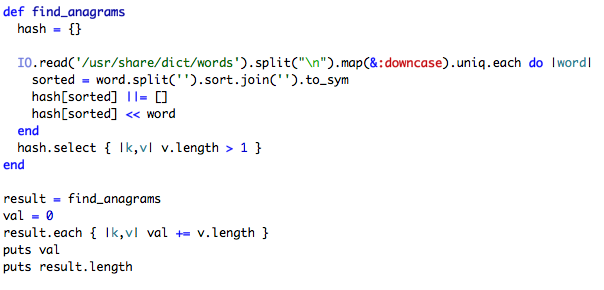 def find_anagrams
  hash = {}

  IO.read('/usr/share/dict/words').split("\n").map(&:downcase).uniq.each do |word|
    sorted = word.split('').sort.join('').to_sym
    hash[sorted] ||= []
    hash[sorted] << word
  end
  hash.select { |k,v| v.length > 1 }
end

result = find_anagrams
val = 0
result.each { |k,v| val += v.length }
puts val
puts result.length